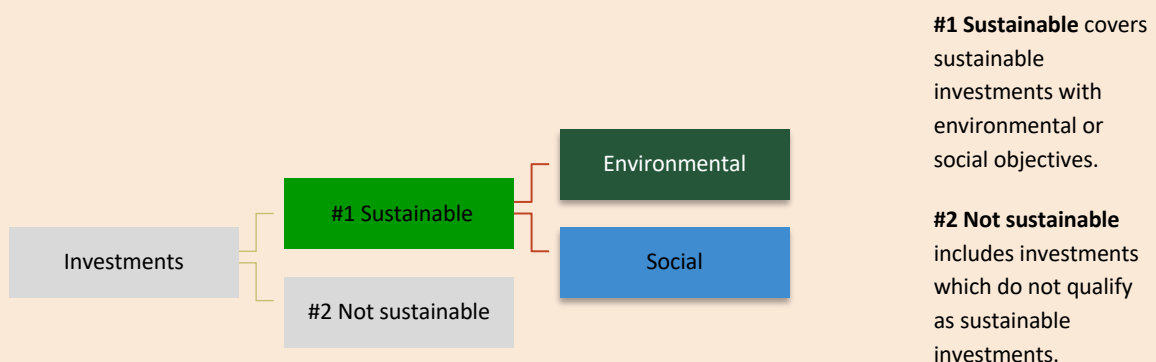 Investments
#1 Sustainable
#2 Not sustainable
Environmental
Social
#1 Sustainable covers
sustainable
investments with
environmental or
social objectives.
#2 Not sustainable
includes investments
which do not qualify
as sustainable
investments.